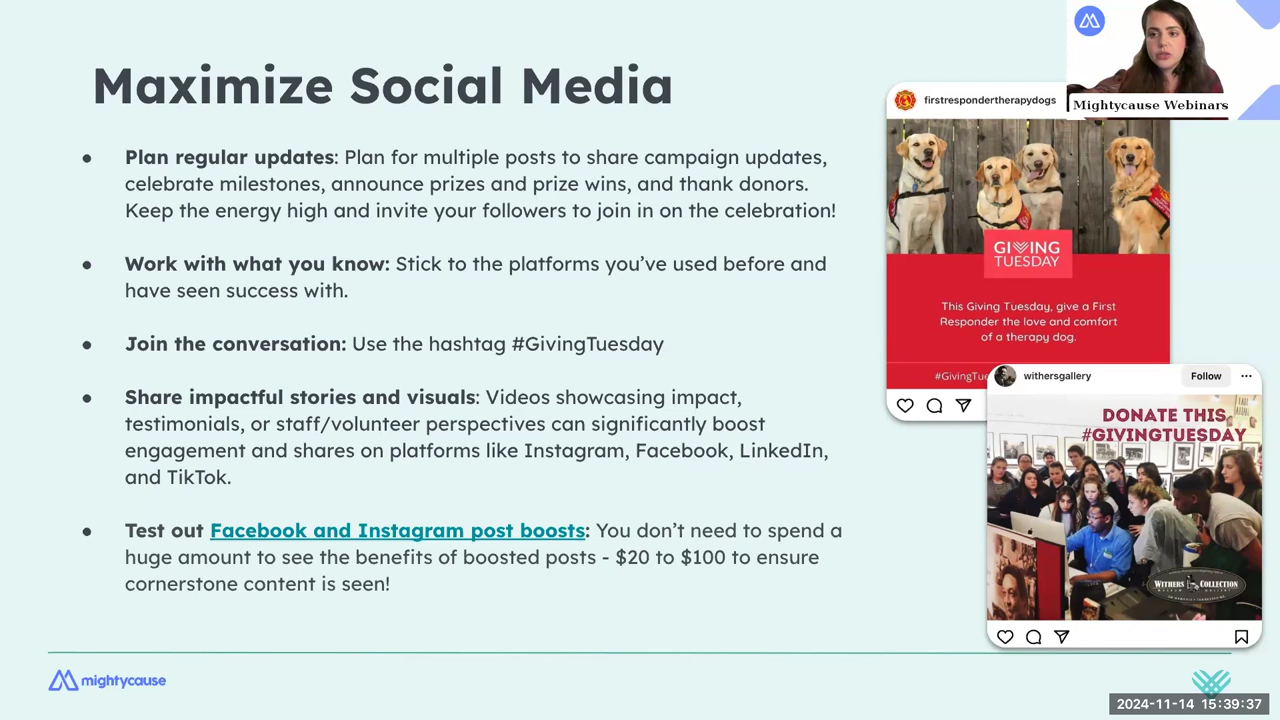 Maximize Social Media
● Plan regular updates: Plan for multiple posts to share campaign updates,
celebrate milestones, announce prizes and prize wins, and thank donors.
Keep the energy high and invite your followers to join in on the celebration!
● Work with what you know: Stick to the platforms you’ve used before and
have seen success with.
● Join the conversation: Use the hashtag #GivingTuesday
● Share impactful stories and visuals: Videos showcasing impact,
testimonials, or staff/volunteer perspectives can significantly boost
engagement and shares on platforms like Instagram, Facebook, LinkedIn,
and TikTok.
● Test out Facebook and Instagram post boosts: You don’t need to spend a
huge amount to see the benefits of boosted posts - $20 to $100 to ensure
cornerstone content is seen!
Mightycause Webinars
firstrespondertherapydogs
GIVING
TUESDAY
This Giving Tuesday, give a First
Responder the love and comfort
of a therapy dog.
#GivingTue
withersgallery
Follow
DONATE THIS
#GIVINGTUESDAY
WITHERS COLLECTION
mightycause
2024-11-14 15:39:37